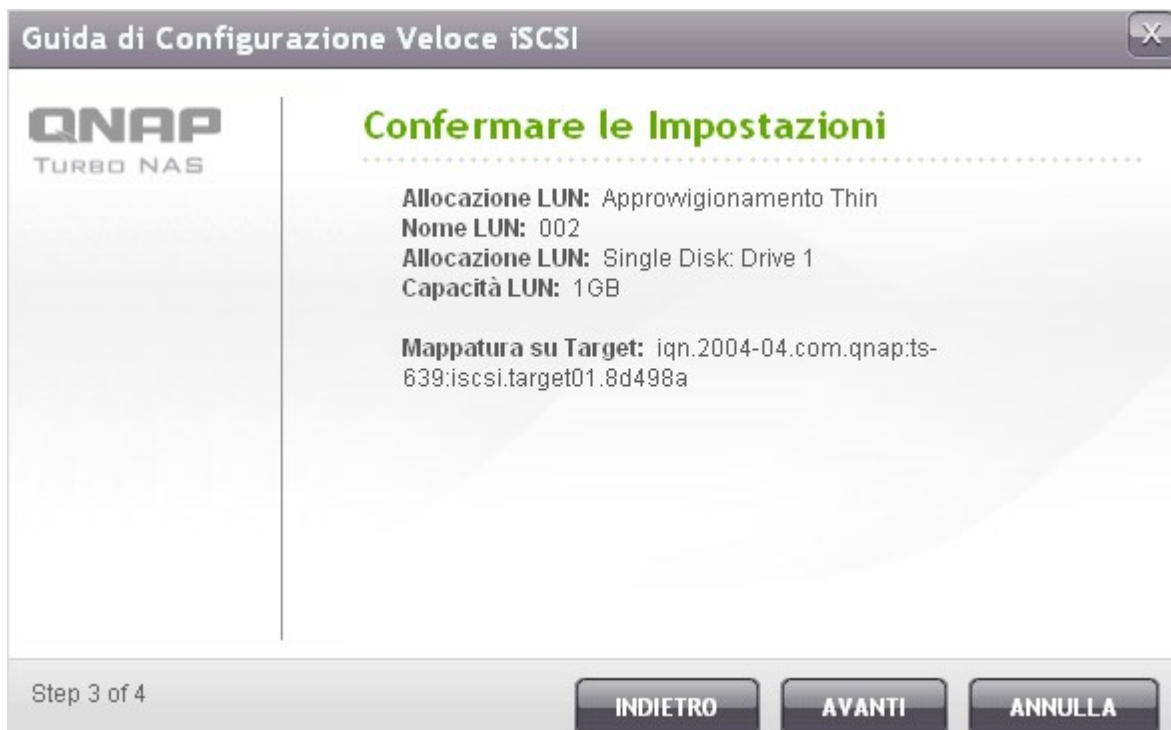 Guida di Configurazione Veloce iSCSI
X
QNAP
TURBO NAS
Confermare le Impostazioni
Allocazione LUN: Approvvigionamento Thin
Nome LUN: 002
Allocazione LUN: Single Disk: Drive 1
Capacità LUN: 1GB
Mappatura su Target: iqn.2004-04.com.qnap:ts-
639:iscsi.target01.8d498a
Step 3 of 4
INDIETRO
AVANTI
ANNULLA